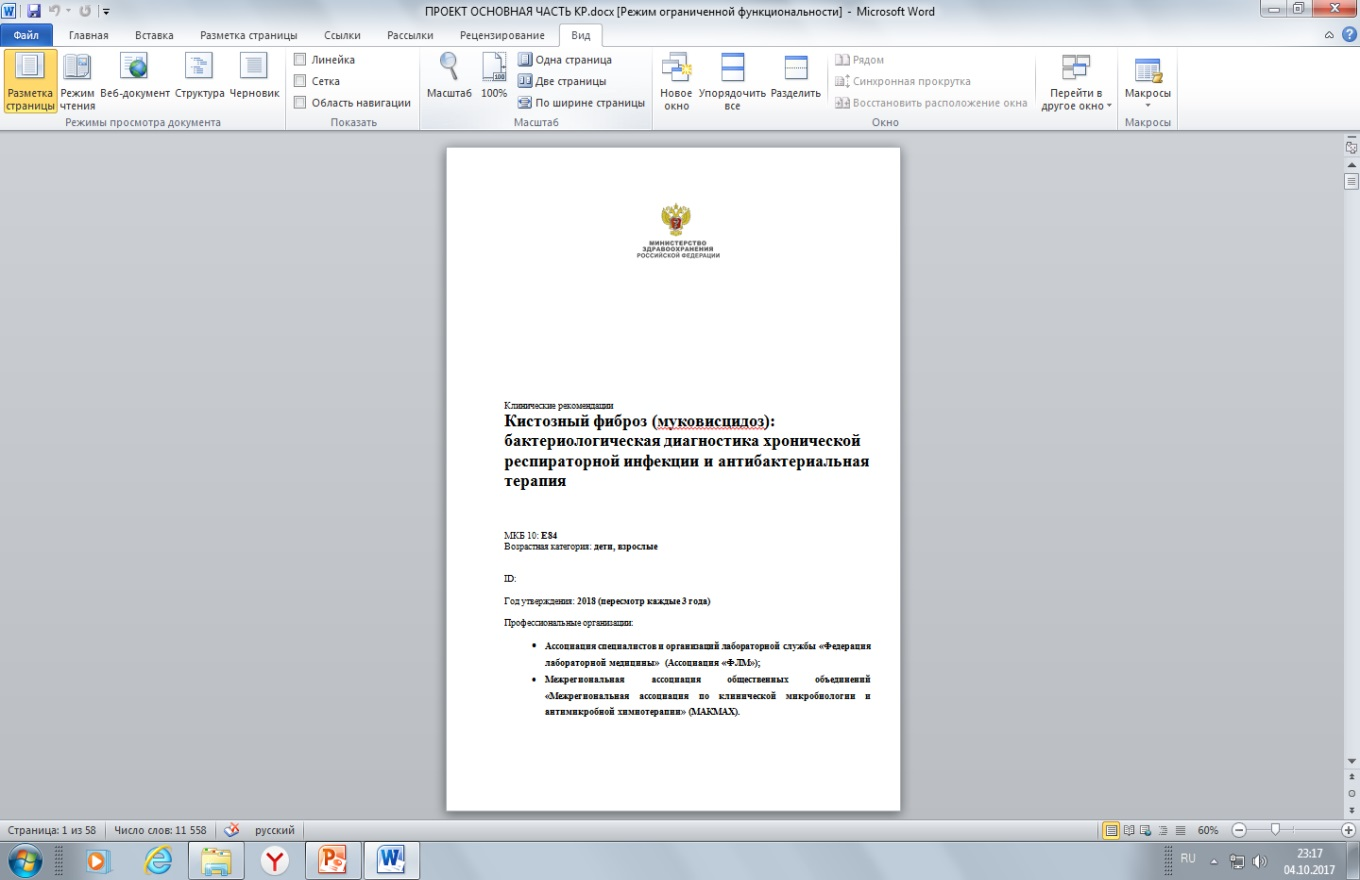 ПРОЕКТ ОСНОВНАЯ ЧАСТЬ КР.docx [Режим ограниченной функциональности] - Microsoft Word
Файл Главная Вставка Разметка страницы Ссылки Рассылки Рецензирование Вид
Разметка страницы
Режим чтения
Веб-документ
Структура
Черновик
Режимы просмотра документа
Линейка
Сетка
Область навигации
Показать
Масштаб
100%
Одна страница
Две страницы
По ширине страницы
Масштаб
Новое окно
Упорядочить все
Разделить
Рядом
Синхронная прокрутка
Восстановить расположение окна
Окно
Перейти в другое окно
Макросы
Макросы
МИНИСТЕРСТВО
ЗДРАВООХРАНЕНИЯ
РОССИЙСКОЙ ФЕДЕРАЦИИ
Клинические рекомендации
Кистозный фиброз (муковисцидоз):
бактериологическая диагностика хронической
респираторной инфекции и антибактериальная
терапия
МКБ 10: E84
Возрастная категория: дети, взрослые
ID:
Год утверждения: 2018 (пересмотр каждые 3 года)
Профессиональные организации:
• Ассоциация специалистов и организаций лабораторной службы «Федерация
лабораторной медицины» (Ассоциация «ФЛМ»);
• Межрегиональная ассоциация общественных объединений
«Межрегиональная ассоциация по клинической микробиологии и
антимикробной химиотерапии» (МАКМАХ).
Страница: 1 из 58 Число слов: 11 558 русский 60%
RU 23:17
04.10.2017